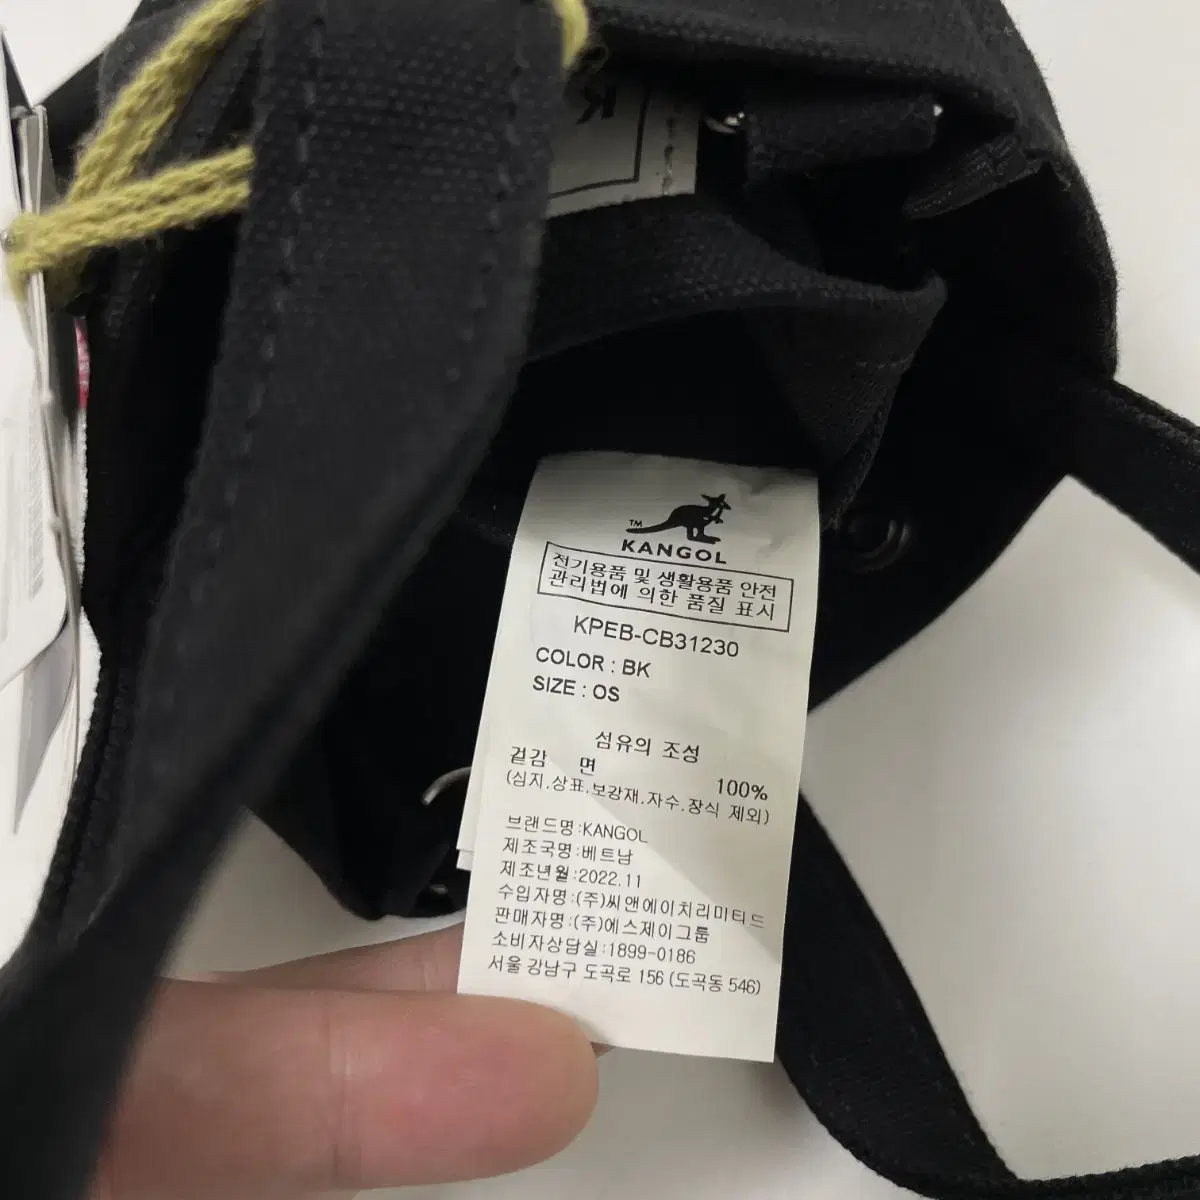 K
TM
KANGOL
전기용품 및 생활용품 안전
관리법에 의한 품질 표시
KPEB-CB31230
COLOR : BK
SIZE : OS
섬유의 조성
겉감 면 100%
(심지,상표,보강재,자수,장식 제외)
브랜드명:KANGOL
제조국명:베트남
제조년월:2022.11
수입자명:(주)씨앤에이치리미티드
판매자명:(주)에스제이그룹
소비자상담실:1899-0186
서울 강남구 도곡로 156 (도곡동 546)